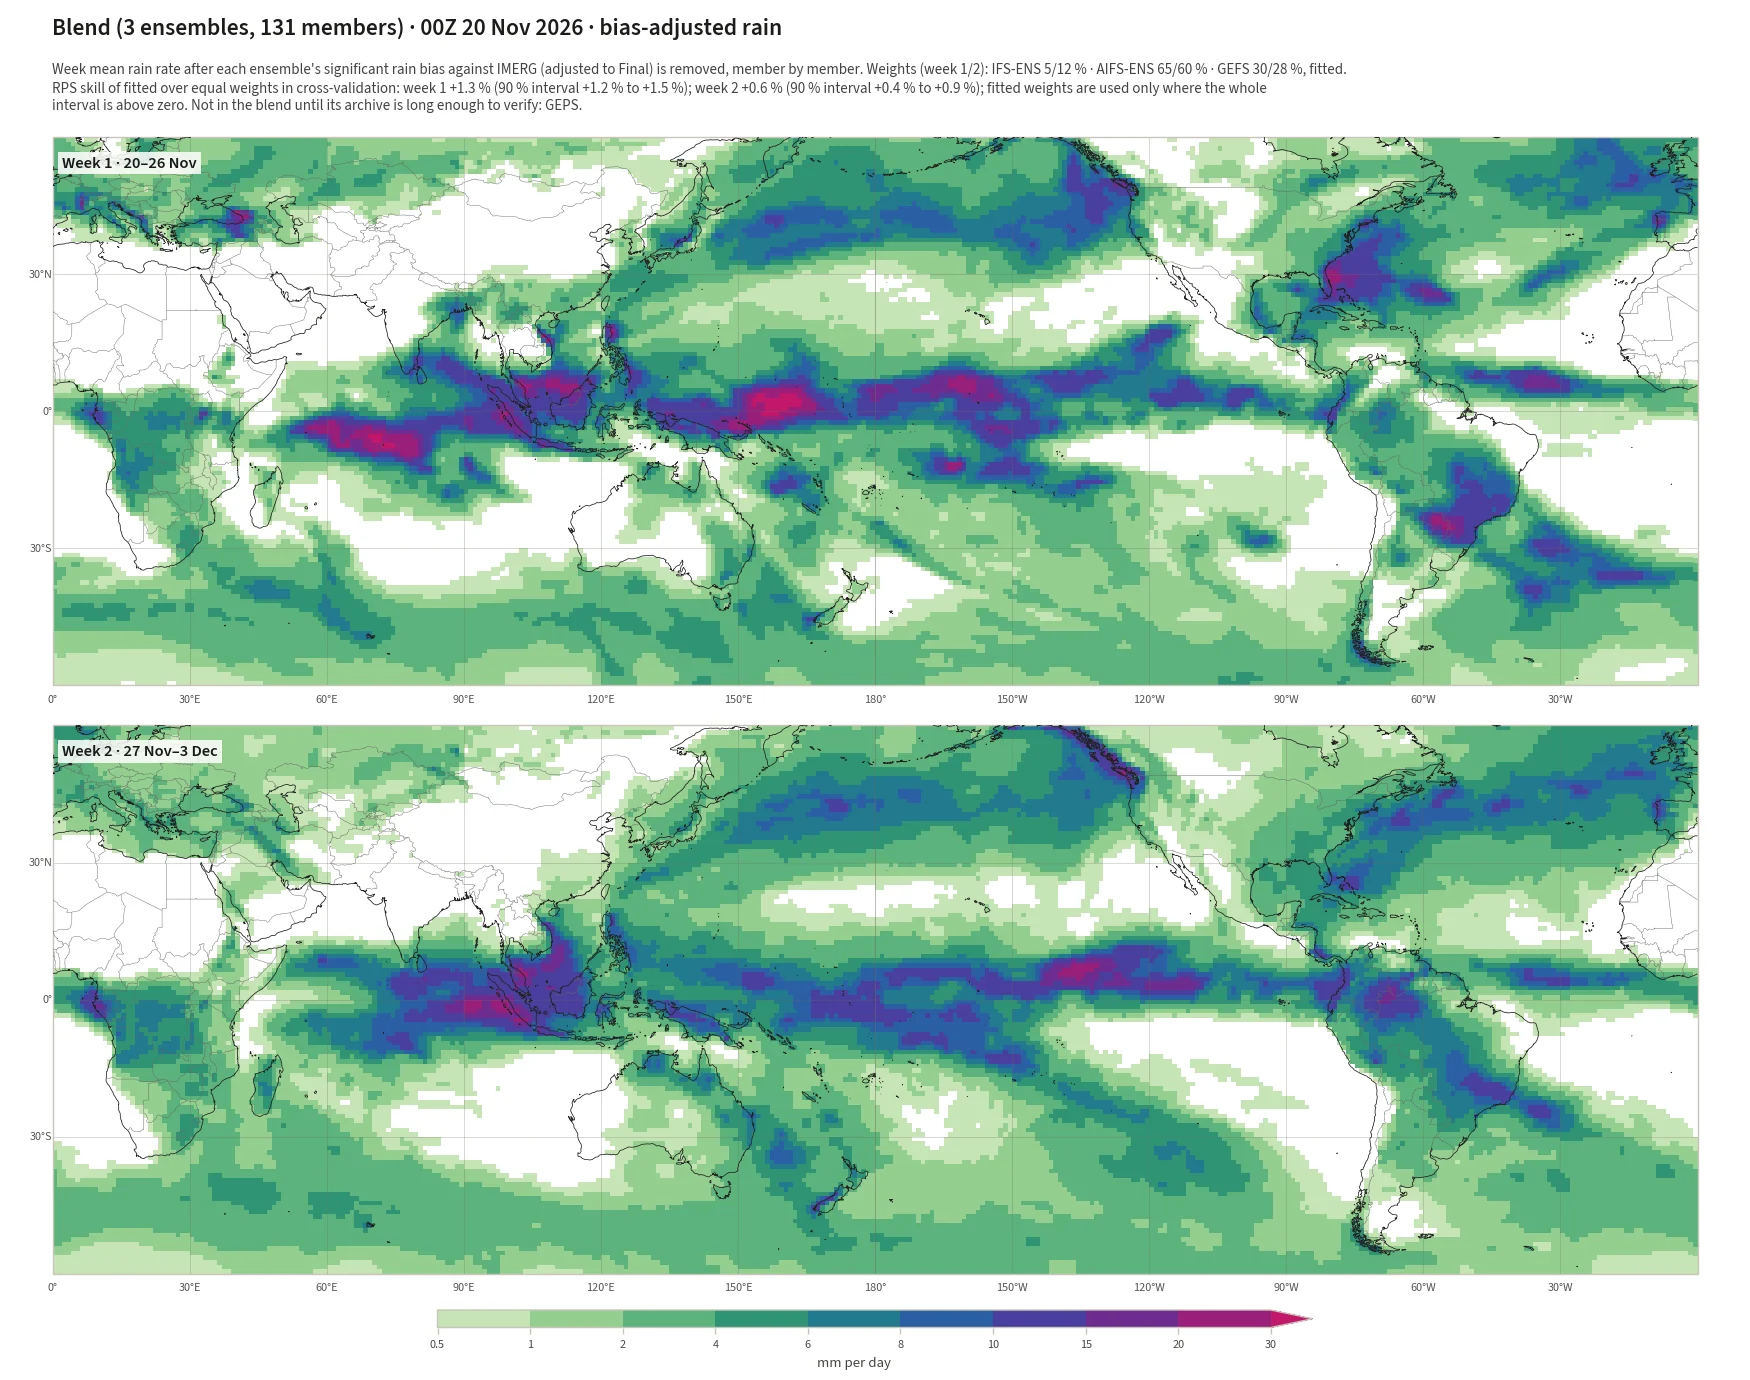 Blend (3 ensembles, 131 members) · 00Z 20 Nov 2026 · bias-adjusted rain
Week mean rain rate after each ensemble's significant rain bias against IMERG (adjusted to Final) is removed, member by member. Weights (week 1/2): IFS-ENS 5/12 % · AIFS-ENS 65/60 % · GEFS 30/28 %, fitted.
RPS skill of fitted over equal weights in cross-validation: week 1 +1.3 % (90 % interval +1.2 % to +1.5 %); week 2 +0.6 % (90 % interval +0.4 % to +0.9 %); fitted weights are used only where the whole
interval is above zero. Not in the blend until its archive is long enough to verify: GEPS.
Week 1 · 20–26 Nov
30°N
0°
30°S
0° 30°E 60°E 90°E 120°E 150°E 180° 150°W 120°W 90°W 60°W 30°W
Week 2 · 27 Nov–3 Dec
30°N
0°
30°S
0° 30°E 60°E 90°E 120°E 150°E 180° 150°W 120°W 90°W 60°W 30°W
0.5 1 2 4 6 8 10 15 20 30
mm per day